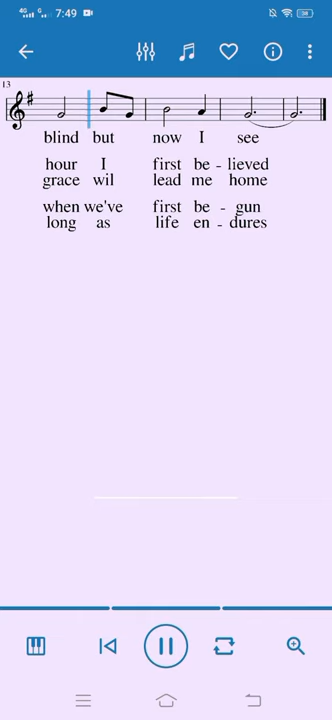 4G G 7:49
13
blind but now I see
hour I first be - lieved
grace wil lead me home
when we've first be - gun
long as life en - dures